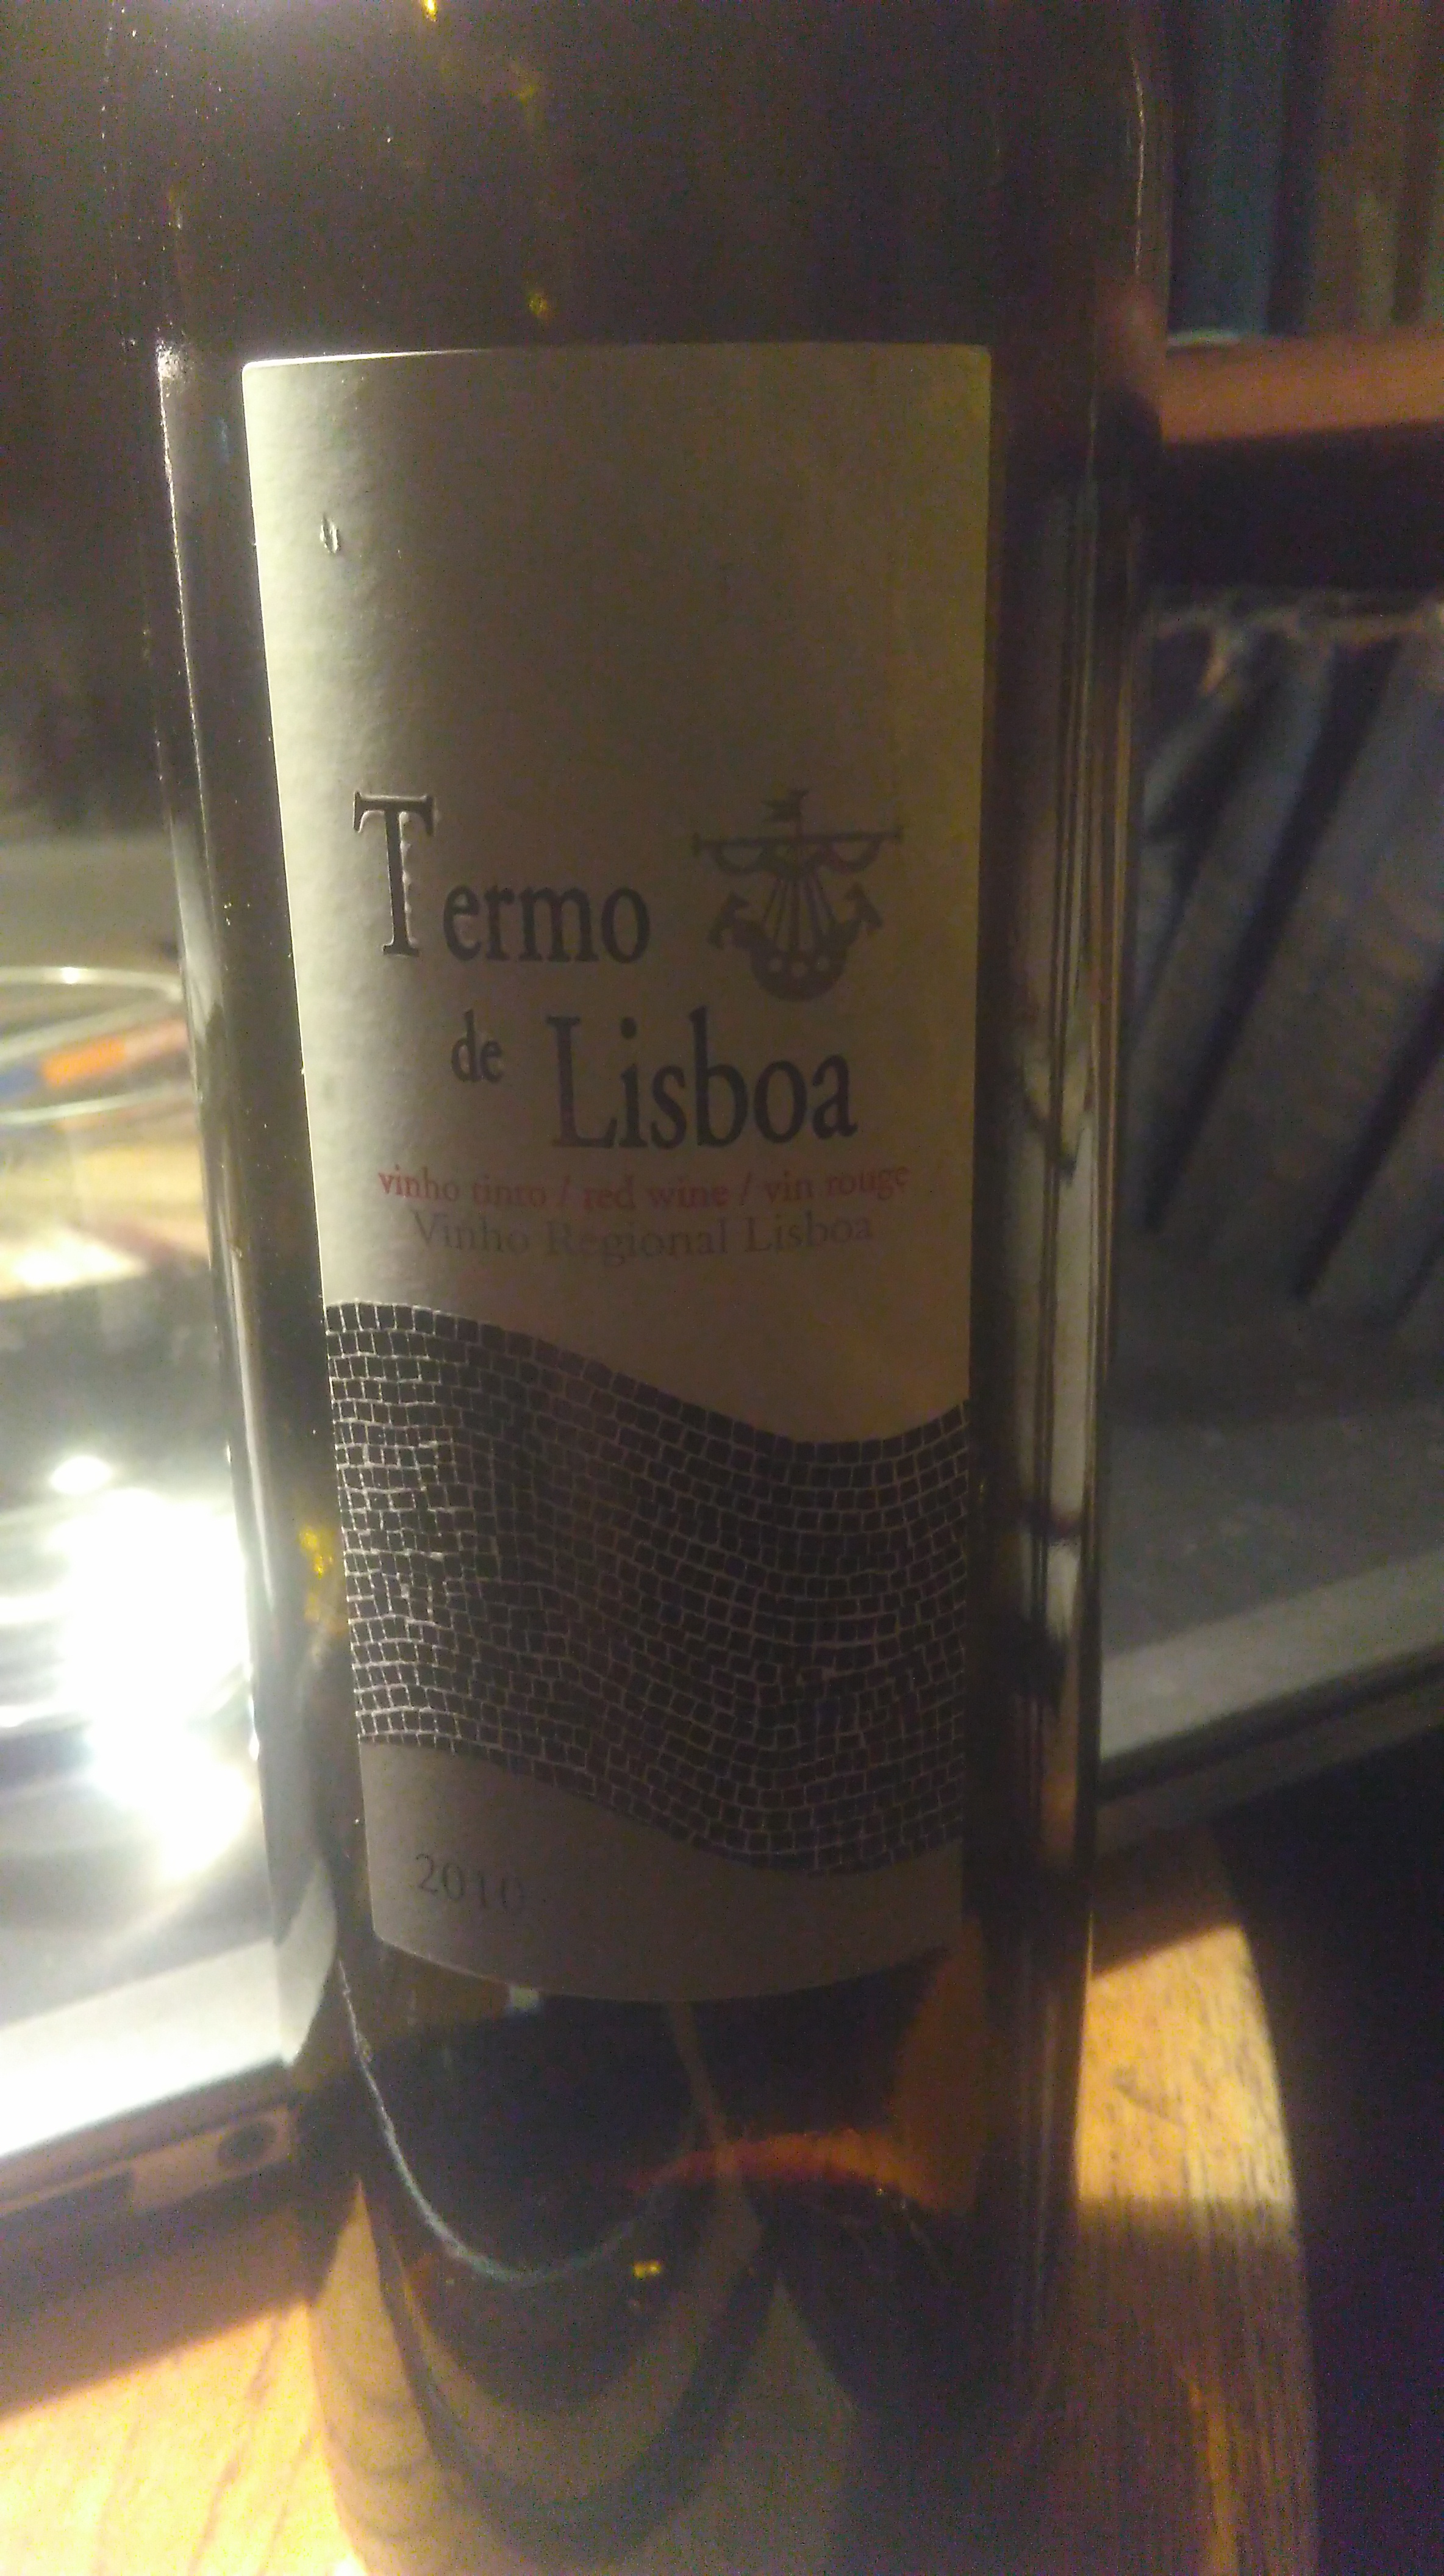 Termo
de Lisboa
vinho tinto / red wine / vin rouge
Vinho Regional Lisboa
2010